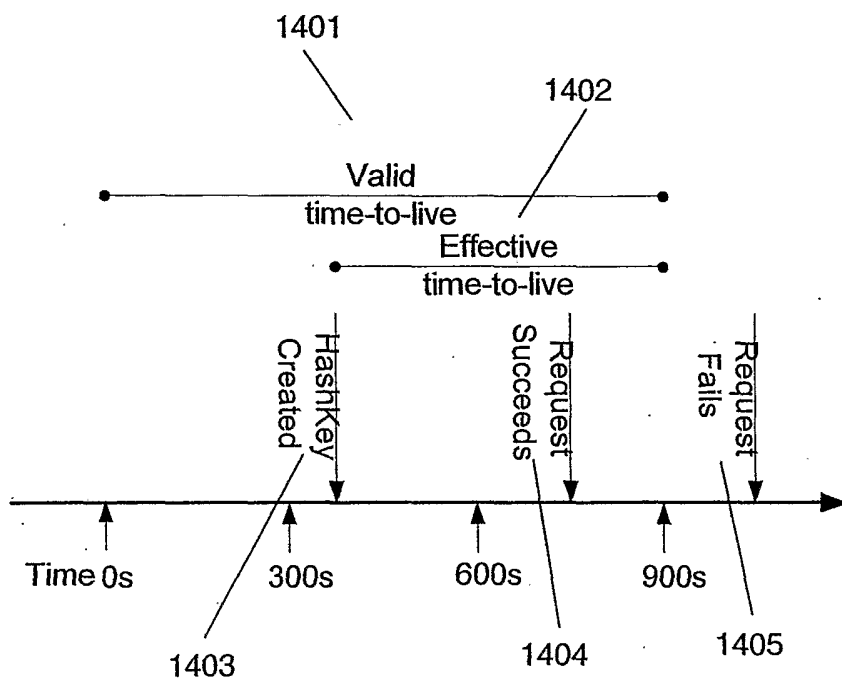 1401
1402
Valid
time-to-live
Effective
time-to-live
HashKey
Created
Request
Succeeds
Request
Fails
Time 0s
300s
600s
900s
1403
1404
1405